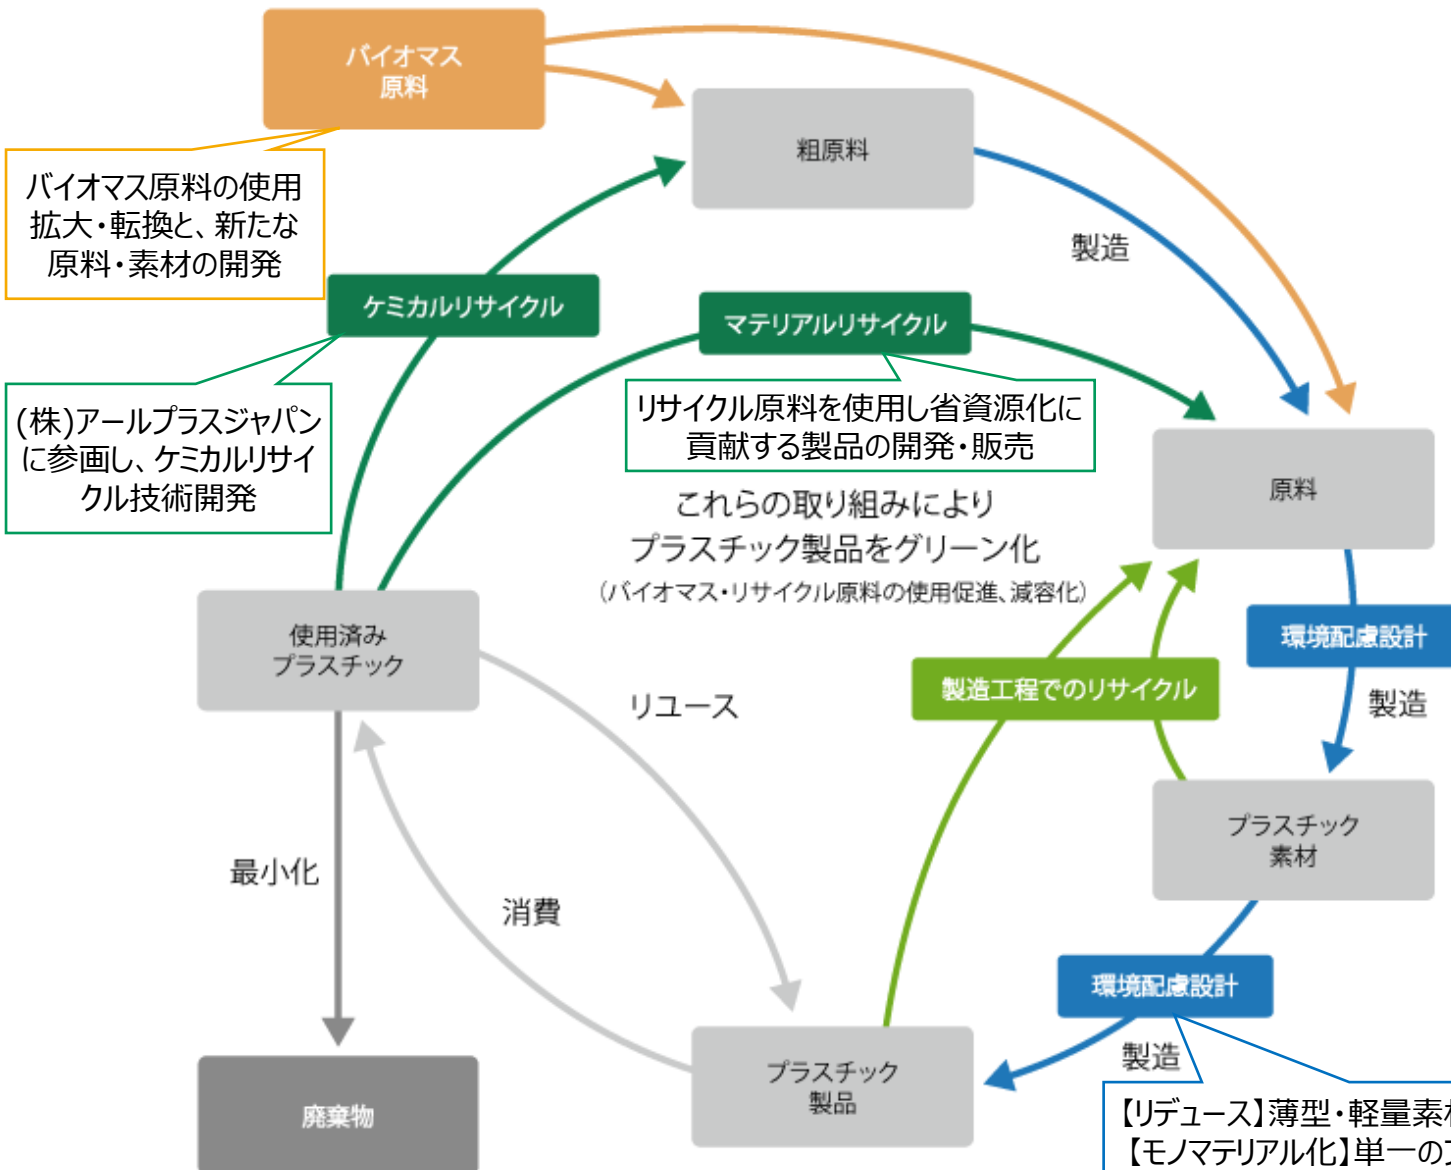 バイオマス
原料
粗原料
バイオマス原料の使用
拡大・転換と、新たな
原料・素材の開発
製造
ケミカルリサイクル
マテリアルリサイクル
(株)アールプラスジャパン
に参画し、ケミカルリサイ
クル技術開発
リサイクル原料を使用し省資源化に
貢献する製品の開発・販売
原料
これらの取り組みにより
プラスチック製品をグリーン化
(バイオマス・リサイクル原料の使用促進、減容化)
使用済み
プラスチック
環境配慮設計
製造工程でのリサイクル
リユース
製造
プラスチック
素材
最小化
消費
環境配慮設計
製造
プラスチック
製品
廃棄物
【リデュース】薄型・軽量素
【モノマテリアル化】単一の